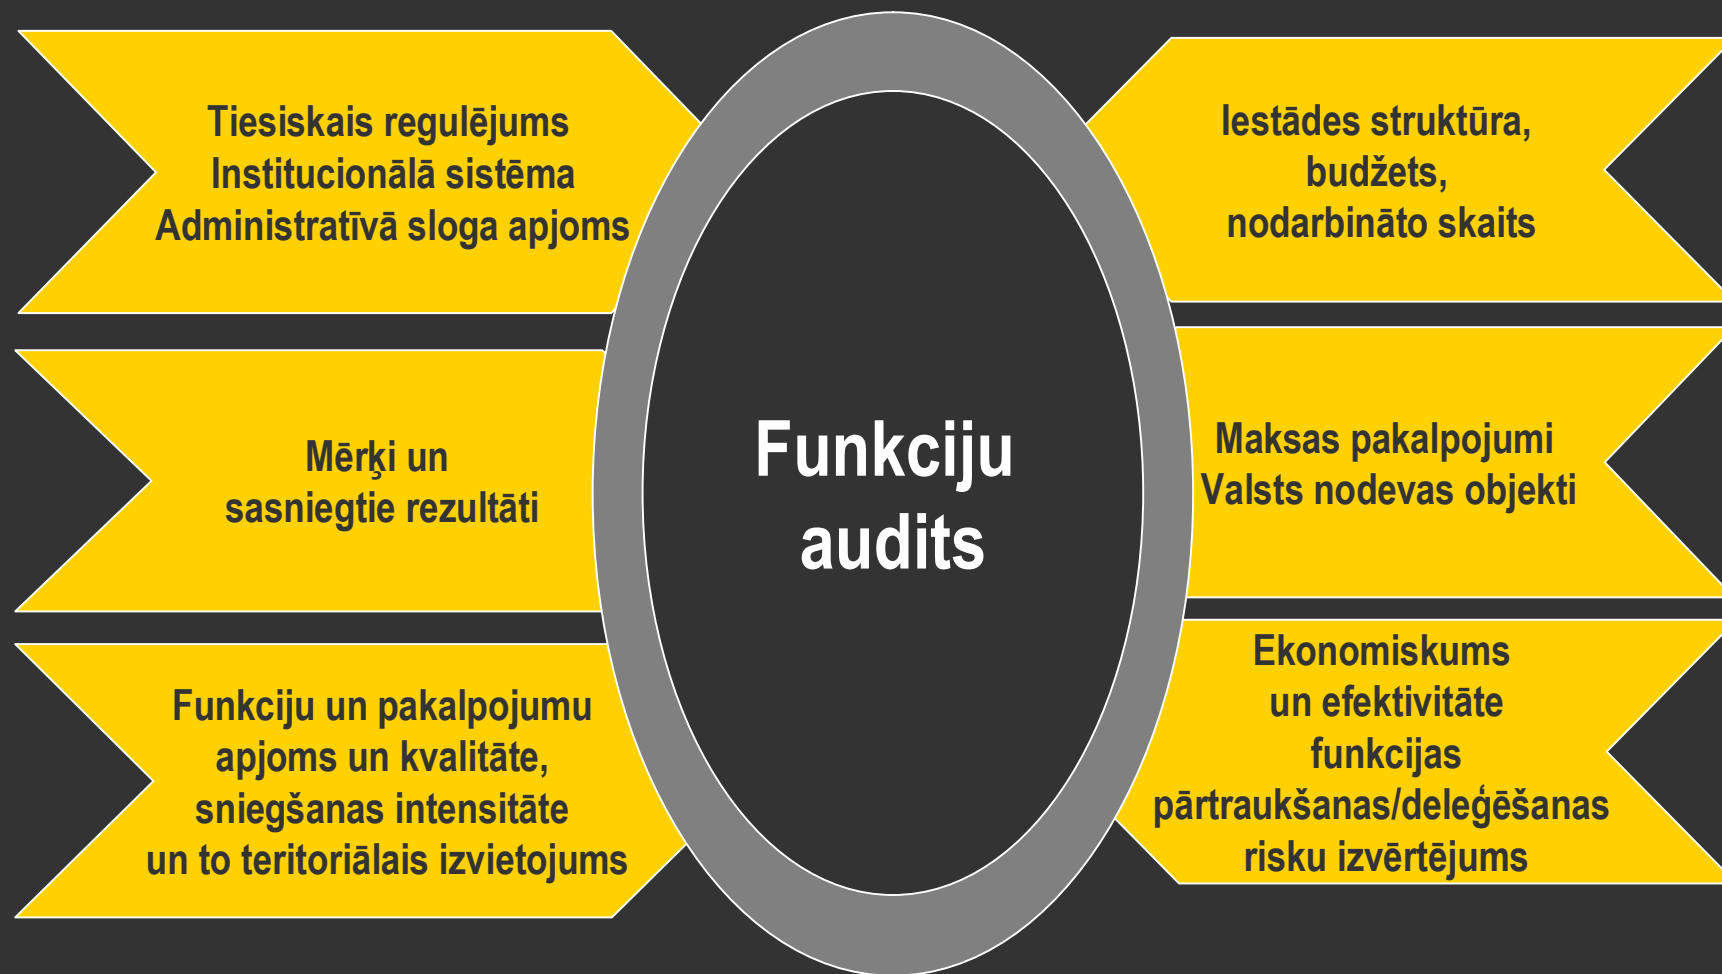 Tiesiskais regulējums
Institucionālā sistēma
Administratīvā sloga apjoms
Mērķi un
sasniegtie rezultāti
Funkciju un pakalpojumu
apjoms un kvalitāte,
sniegšanas intensitāte
un to teritoriālais izvietojums
Funkciju
audits
Iestādes struktūra,
budžets,
nodarbināto skaits
Maksas pakalpojumi
Valsts nodevas objekti
Ekonomiskums
un efektivitāte
funkcijas
pārtraukšanas/deleģēšanas
risku izvērtējums